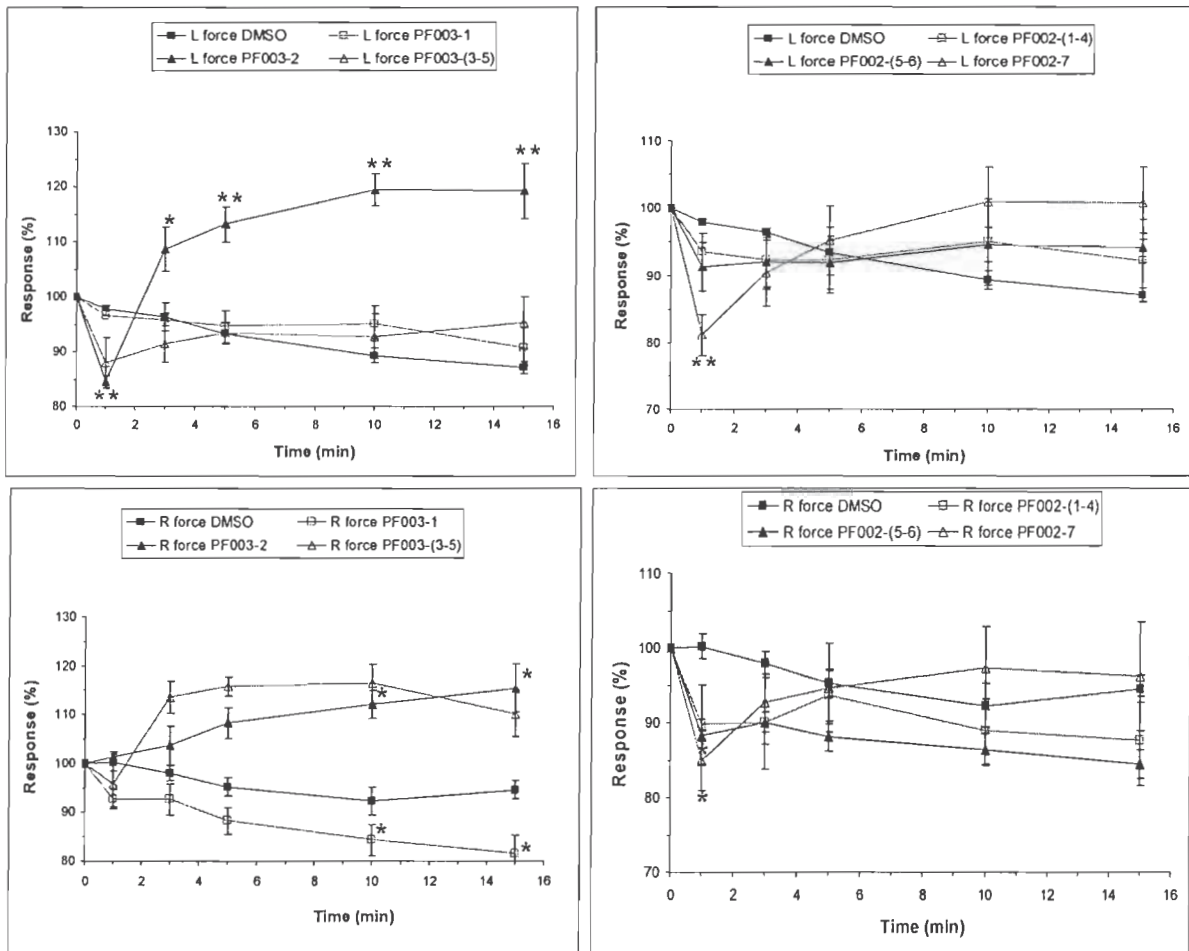 L force DMSO L force PF003-1
L force PF003-2 L force PF003-(3-5)
130
120
110
100
90
80
Response (%)
** 
*
**
**
**
0 2 4 6 8 10 12 14 16
Time (min)
L force DMSO L force PF002-(1-4)
L force PF002-(5-6) L force PF002-7
110
100
90
80
70
Response (%)
**
0 2 4 6 8 10 12 14 16
Time (min)
R force DMSO R force PF003-1
R force PF003-2 R force PF003-(3-5)
130
120
110
100
90
80
Response (%)
*
*
*
*
0 2 4 6 8 10 12 14 16
Time (min)
R force DMSO R force PF002-(1-4)
R force PF002-(5-6) R force PF002-7
110
100
90
80
70
Response (%)
*
*
0 2 4 6 8 10 12 14 16
Time (min)